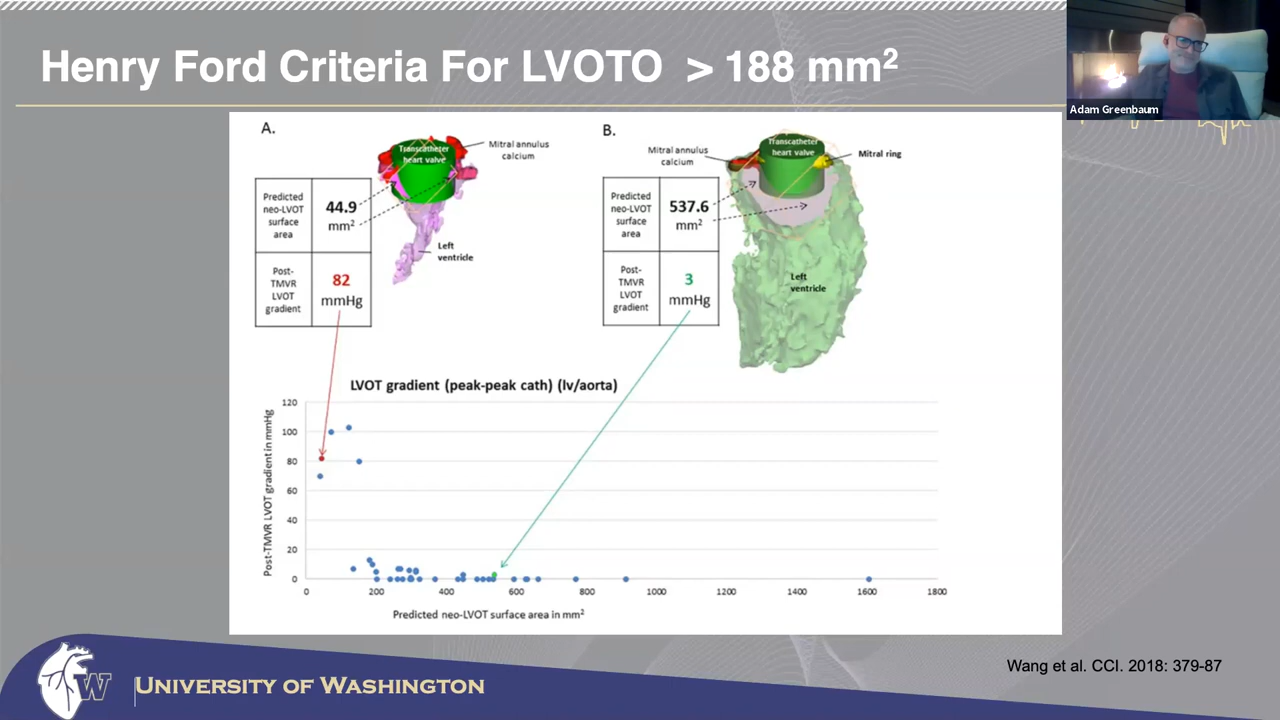 Henry Ford Criteria For LVOTO > 188 mm²
Adam Greenbaum
A.
Transcatheter
heart valve
Mitral annulus
calcium
Predicted
neo-LVOT
surface
area
44.9
mm²
Left
ventricle
Post-
TMVR
LVOT
gradient
82
mmHg
B.
Transcatheter
heart valve
Mitral annulus
calcium
Mitral ring
Predicted
neo-LVOT
surface
area
537.6
mm²
Post-
TMVR
LVOT
gradient
3
mmHg
Left
ventricle
LVOT gradient (peak-peak cath) (lv/aorta)
Post-TMVR LVOT gradient in mmHg
120
100
80
60
40
20
0
0 200 400 600 800 1000 1200 1400 1600 1800
Predicted neo-LVOT surface area in mm²
Wang et al. CCI. 2018: 379-87
W
UNIVERSITY OF WASHINGTON